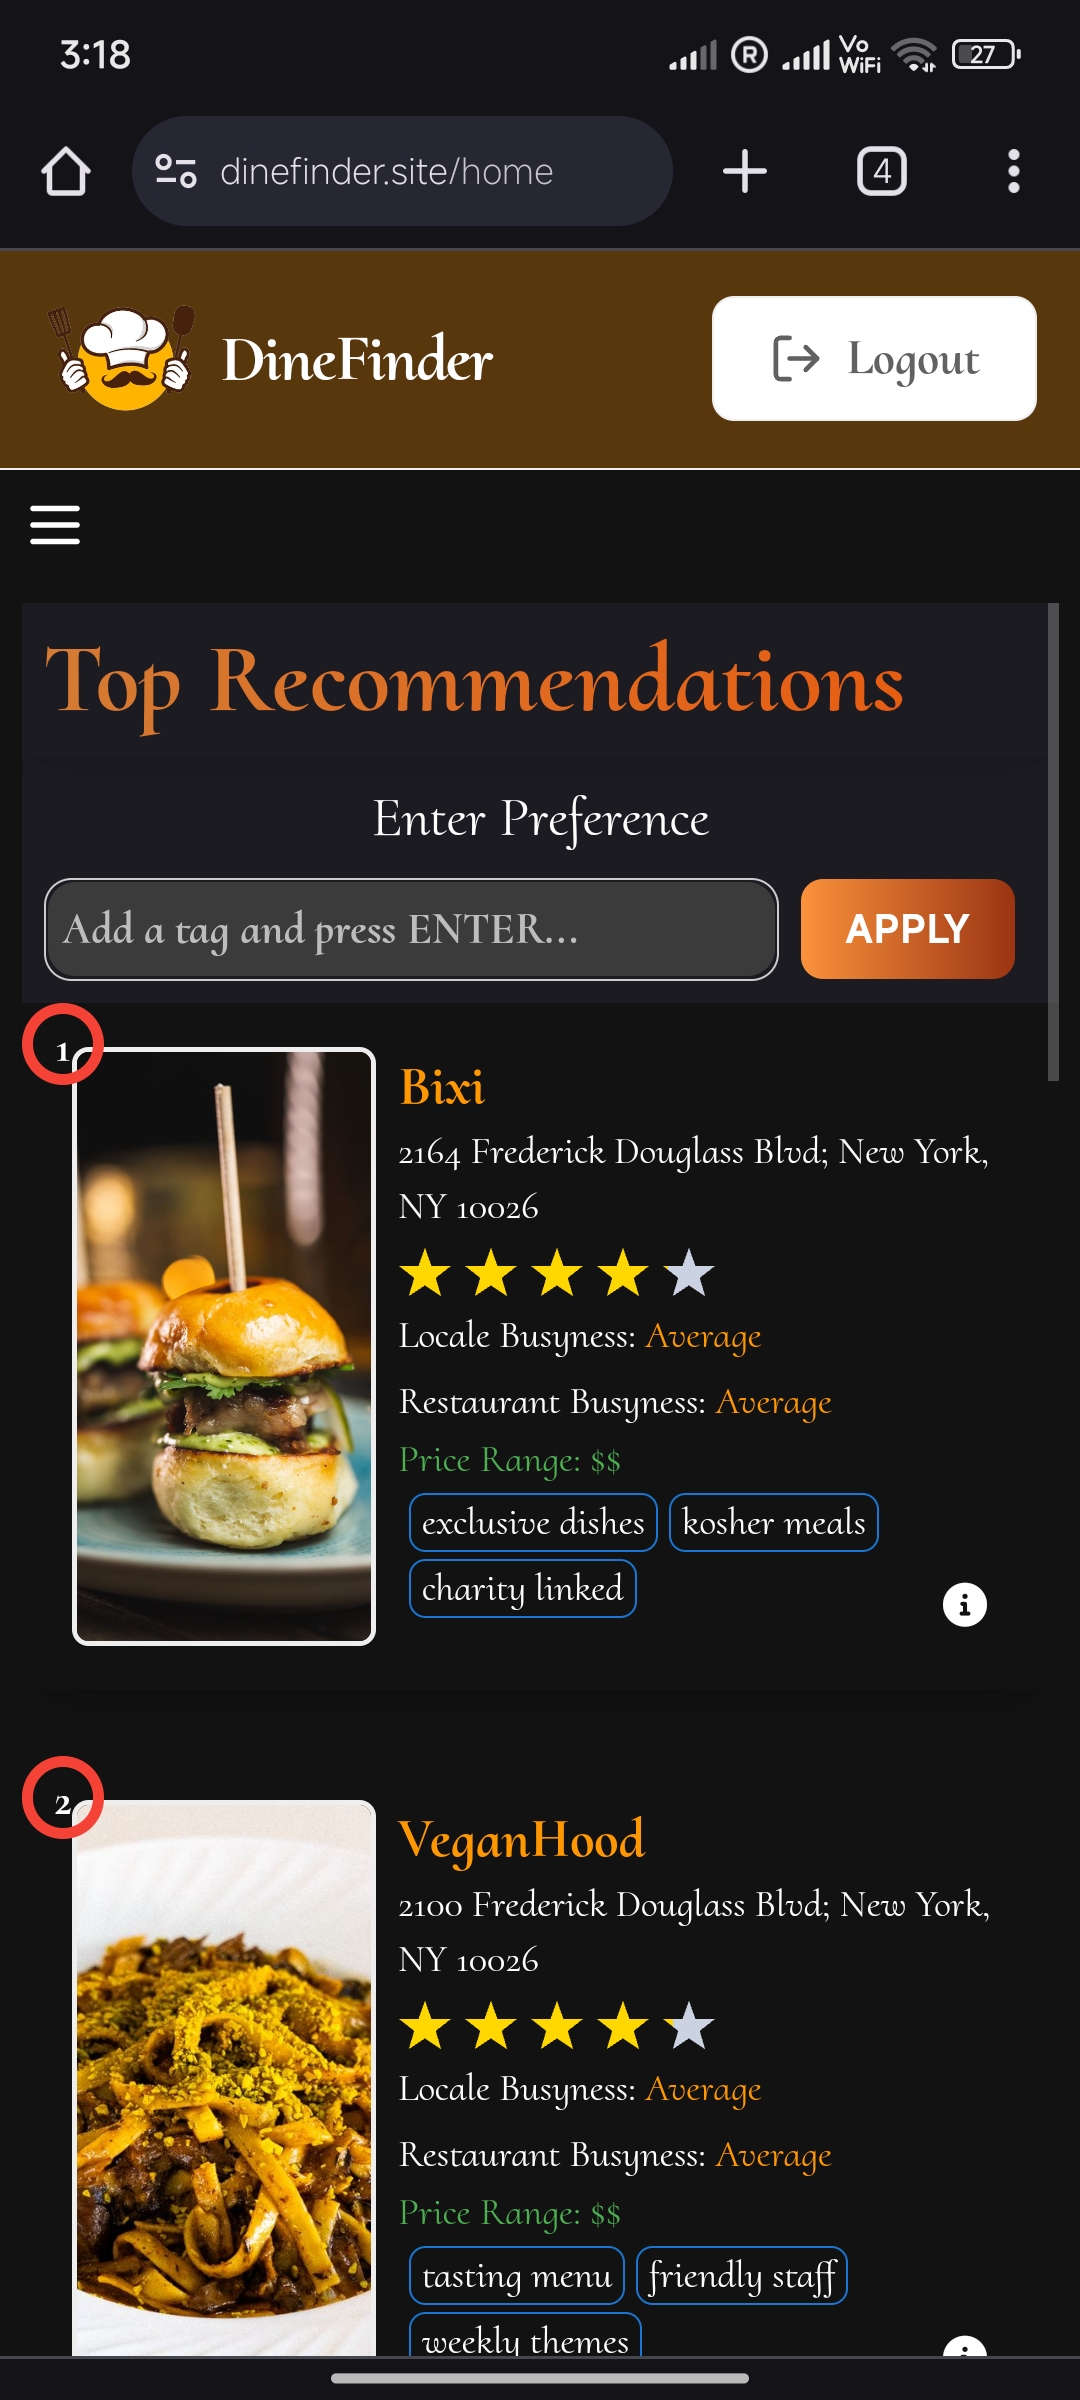 3:18
R
Vo
WiFi
27
dinefinder.site/home
4
DineFinder
Logout
Top Recommendations
Enter Preference
Add a tag and press ENTER...
APPLY
1
Bixi
2164 Frederick Douglass Blvd; New York,
NY 10026
Locale Busyness: Average
Restaurant Busyness: Average
Price Range: $$
exclusive dishes
kosher meals
charity linked
2
VeganHood
2100 Frederick Douglass Blvd; New York,
NY 10026
Locale Busyness: Average
Restaurant Busyness: Average
Price Range: $$
tasting menu
friendly staff
weekly themes